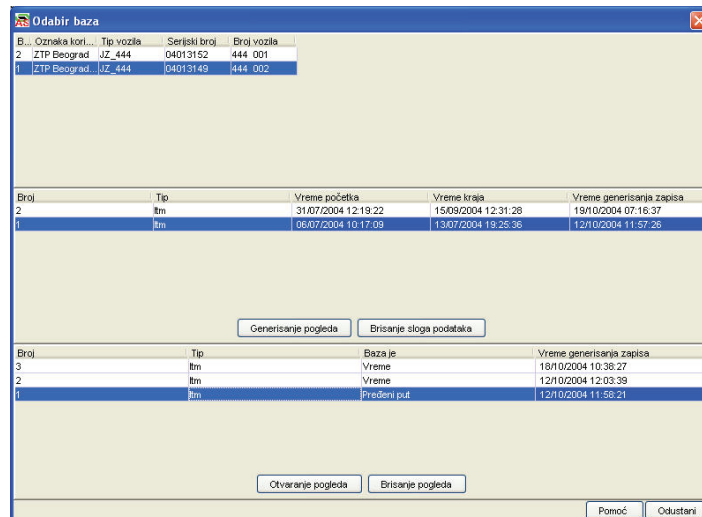 AS Odabir baza
B... Oznaka kori... Tip vozila Serijski broj Broj vozila
2 ZTP Beograd JZ_444 04013152 444 001
1 ZTP Beograd... JZ_444 04013149 444 002
Broj Tip Vreme početka Vreme kraja Vreme generisanja zapisa
2 ltm 31/07/2004 12:19:22 15/09/2004 12:31:28 19/10/2004 07:16:37
1 ltm 06/07/2004 10:17:09 13/07/2004 19:25:36 12/10/2004 11:57:26
Generisanje pogleda Brisanje sloga podataka
Broj Tip Baza je Vreme generisanja zapisa
3 ltm Vreme 18/10/2004 10:38:27
2 ltm Vreme 12/10/2004 12:03:39
1 ltm Pređeni put 12/10/2004 11:58:21
Otvaranje pogleda Brisanje pogleda
Pomoć Odustani